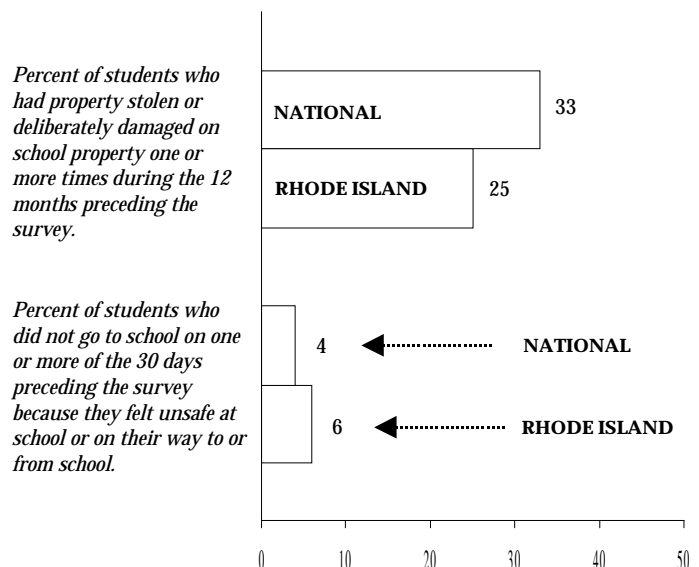 Percent of students who
had property stolen or
deliberately damaged on
school property one or
more times during the 12
months preceding the
survey.
NATIONAL
33
RHODE ISLAND
25
Percent of students who
did not go to school on one
or more of the 30 days
preceding the survey
because they felt unsafe at
school or on their way to or
from school.
4
NATIONAL
6
RHODE ISLAND
0 10 20 30 40 50